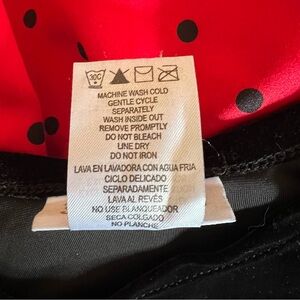 30C
MACHINE WASH COLD
GENTLE CYCLE
SEPARATELY
WASH INSIDE OUT
REMOVE PROMPTLY
DO NOT BLEACH
LINE DRY
DO NOT IRON
LAVA EN LAVADORA CON AGUA FRIA
CICLO DELICADO
SEPARADAMENTE
LAVA AL REVÉS
NO USE BLANQUEADOR
SECA COLGADO
NO PLANCHE